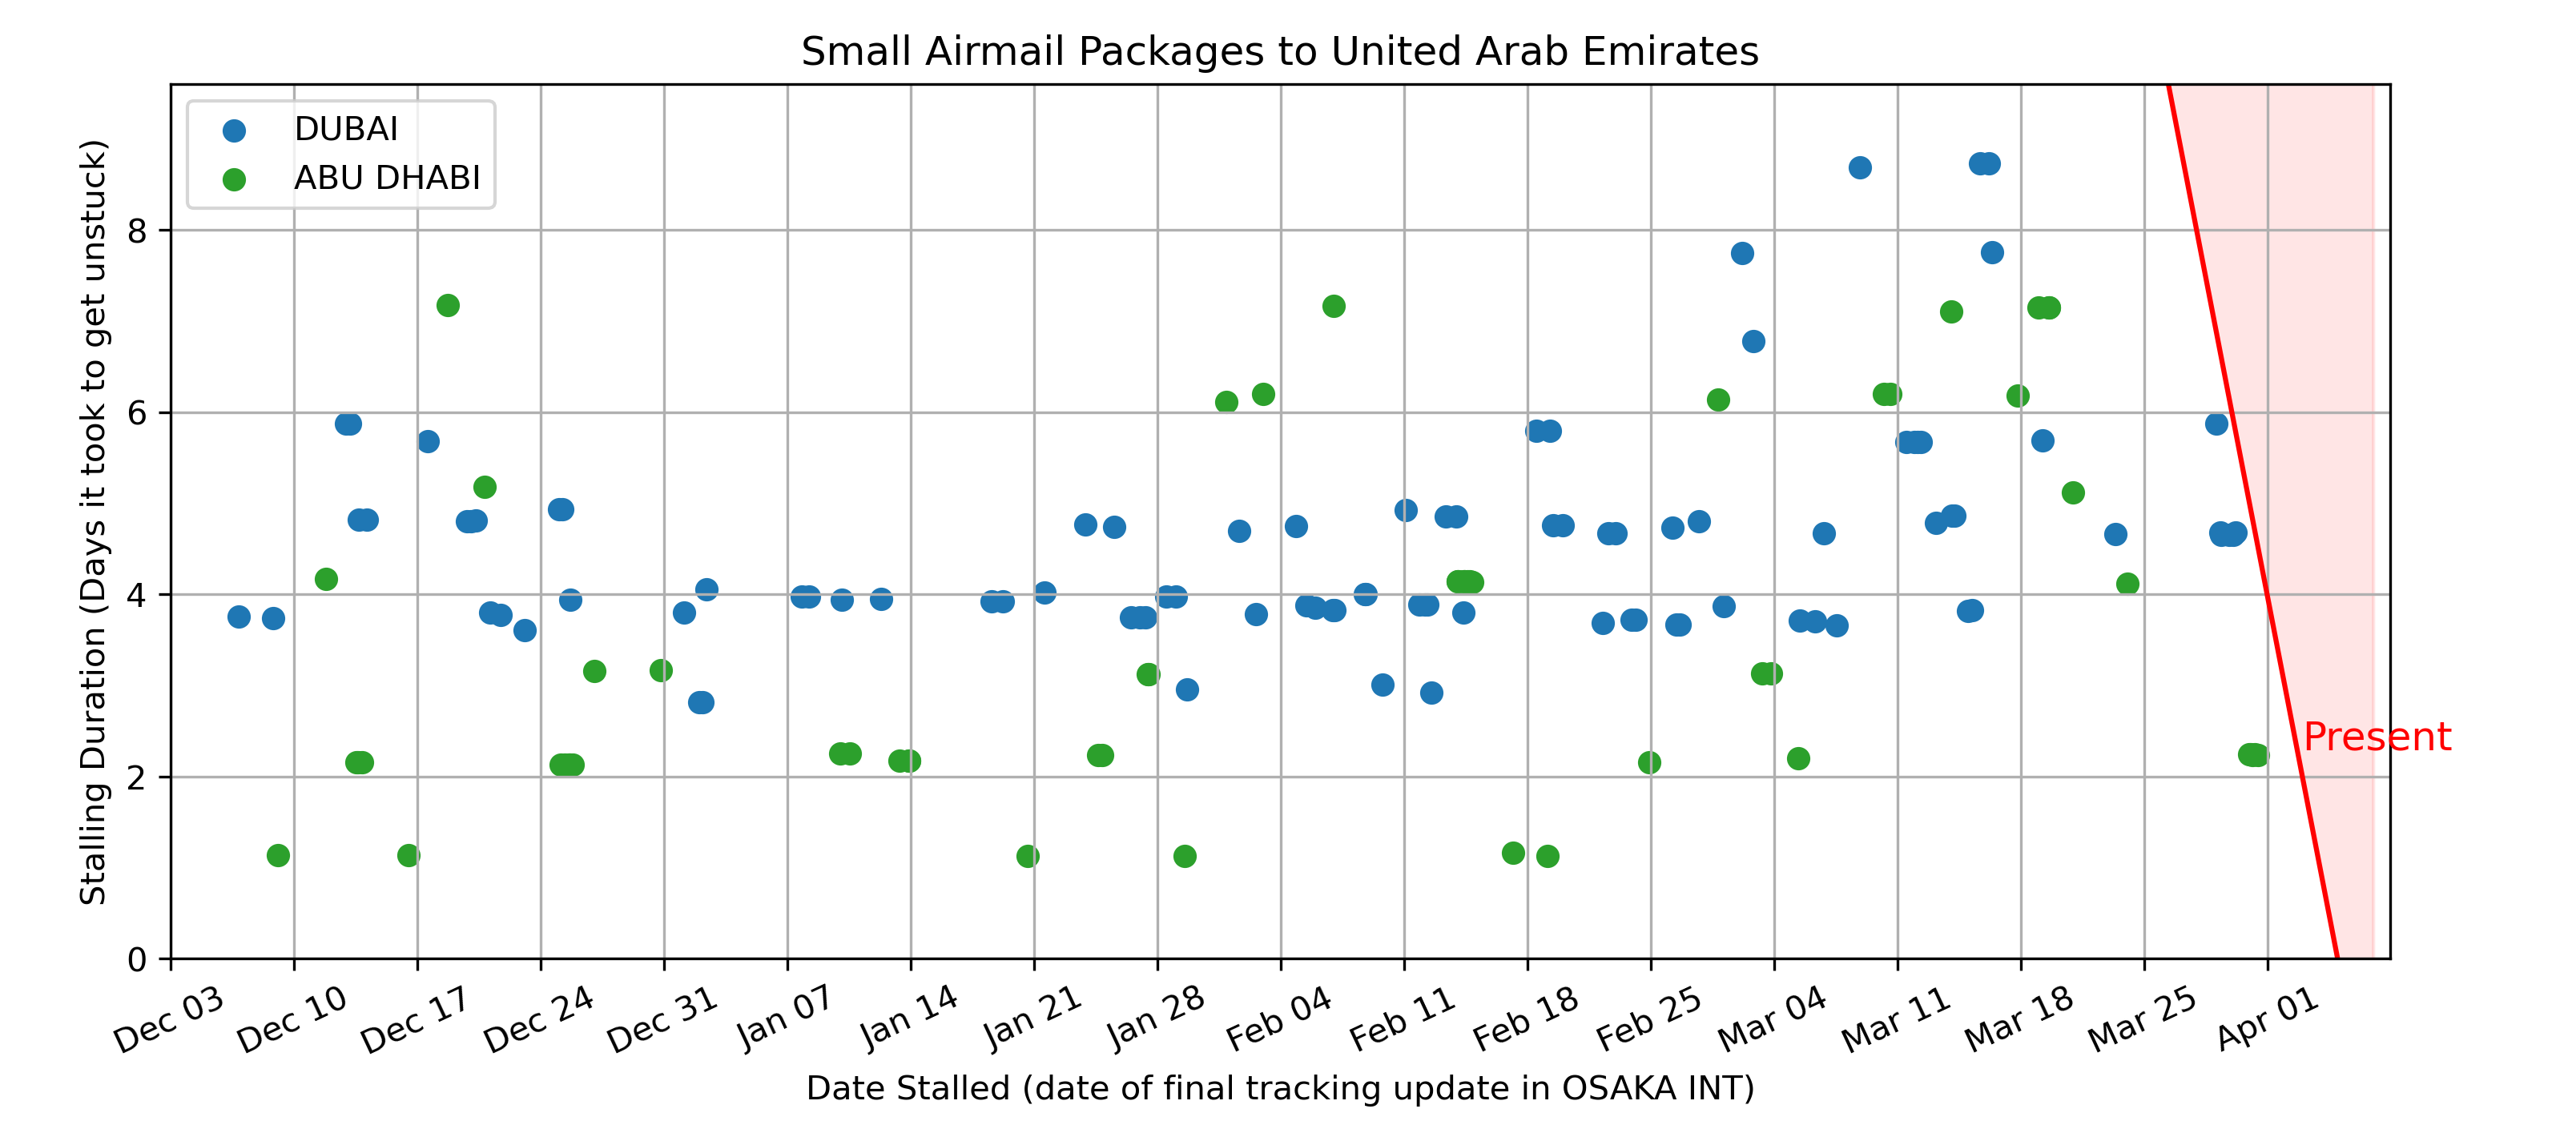 Small Airmail Packages to United Arab Emirates
DUBAI
ABU DHABI
Stalling Duration (Days it took to get unstuck)
8
6
4
2
0
Present
Dec 03
Dec 10
Dec 17
Dec 24
Dec 31
Jan 07
Jan 14
Jan 21
Jan 28
Feb 04
Feb 11
Feb 18
Feb 25
Mar 04
Mar 11
Mar 18
Mar 25
Apr 01
Date Stalled (date of final tracking update in OSAKA INT)